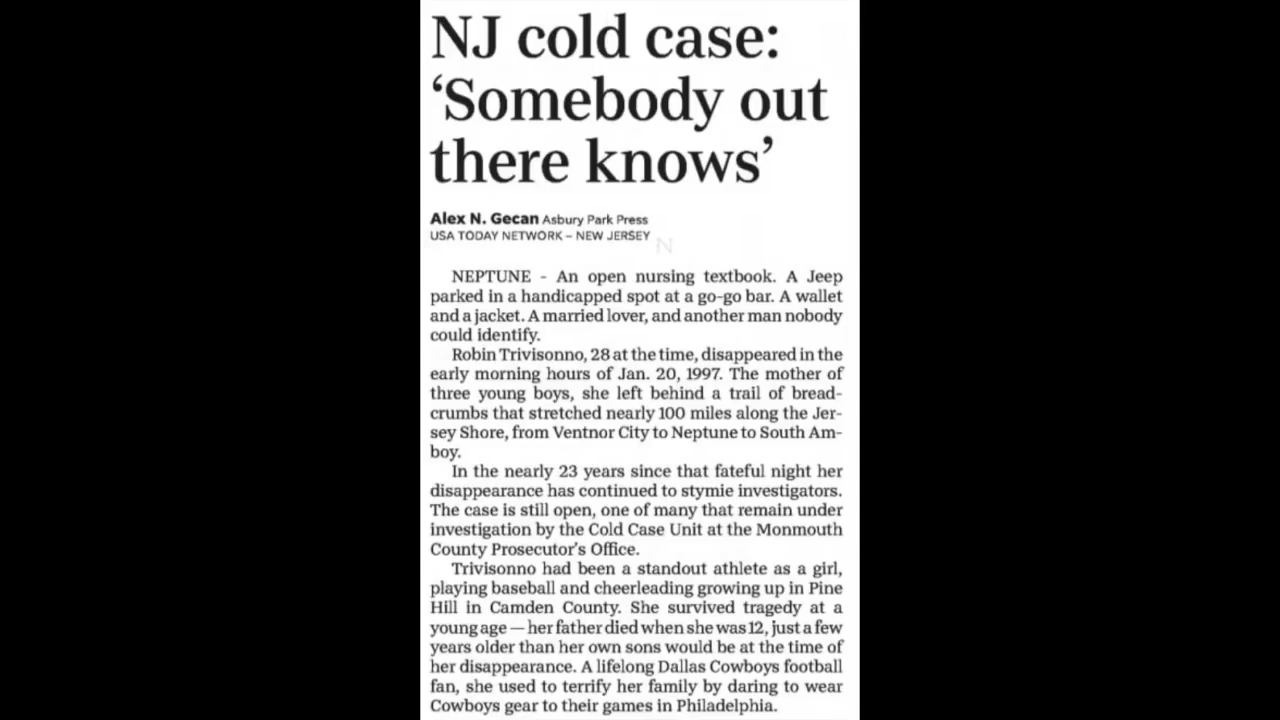 NJ cold case:
‘Somebody out
there knows’
Alex N. Gecan Asbury Park Press
USA TODAY NETWORK – NEW JERSEY
N
NEPTUNE - An open nursing textbook. A Jeep
parked in a handicapped spot at a go-go bar. A wallet
and a jacket. A married lover, and another man nobody
could identify.
Robin Trivisonno, 28 at the time, disappeared in the
early morning hours of Jan. 20, 1997. The mother of
three young boys, she left behind a trail of bread-
crumbs that stretched nearly 100 miles along the Jer-
sey Shore, from Ventnor City to Neptune to South Am-
boy.
In the nearly 23 years since that fateful night her
disappearance has continued to stymie investigators.
The case is still open, one of many that remain under
investigation by the Cold Case Unit at the Monmouth
County Prosecutor’s Office.
Trivisonno had been a standout athlete as a girl,
playing baseball and cheerleading growing up in Pine
Hill in Camden County. She survived tragedy at a
young age — her father died when she was 12, just a few
years older than her own sons would be at the time of
her disappearance. A lifelong Dallas Cowboys football
fan, she used to terrify her family by daring to wear
Cowboys gear to their games in Philadelphia.